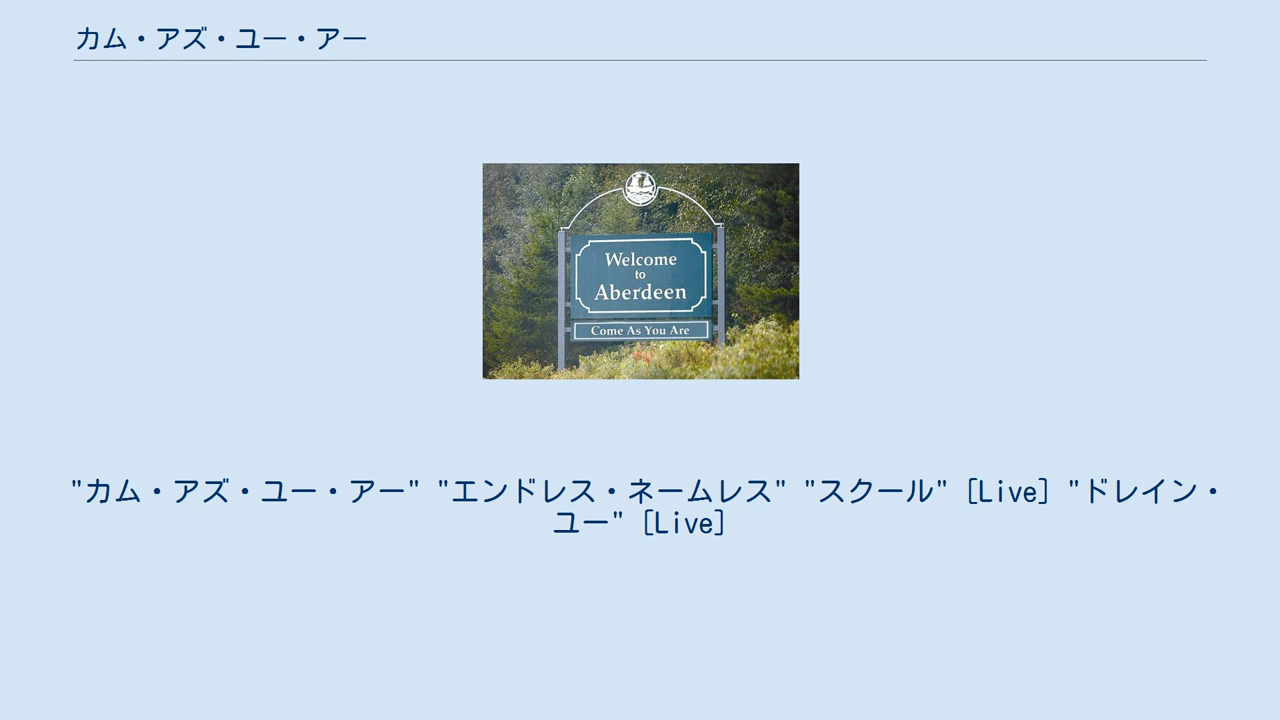 カム・アズ・ユー・アー
Welcome
to
Aberdeen
Come As You Are
"カム・アズ・ユー・アー" "エンドレス・ネームレス" "スクール" [Live] "ドレイン・
ユー" [Live]